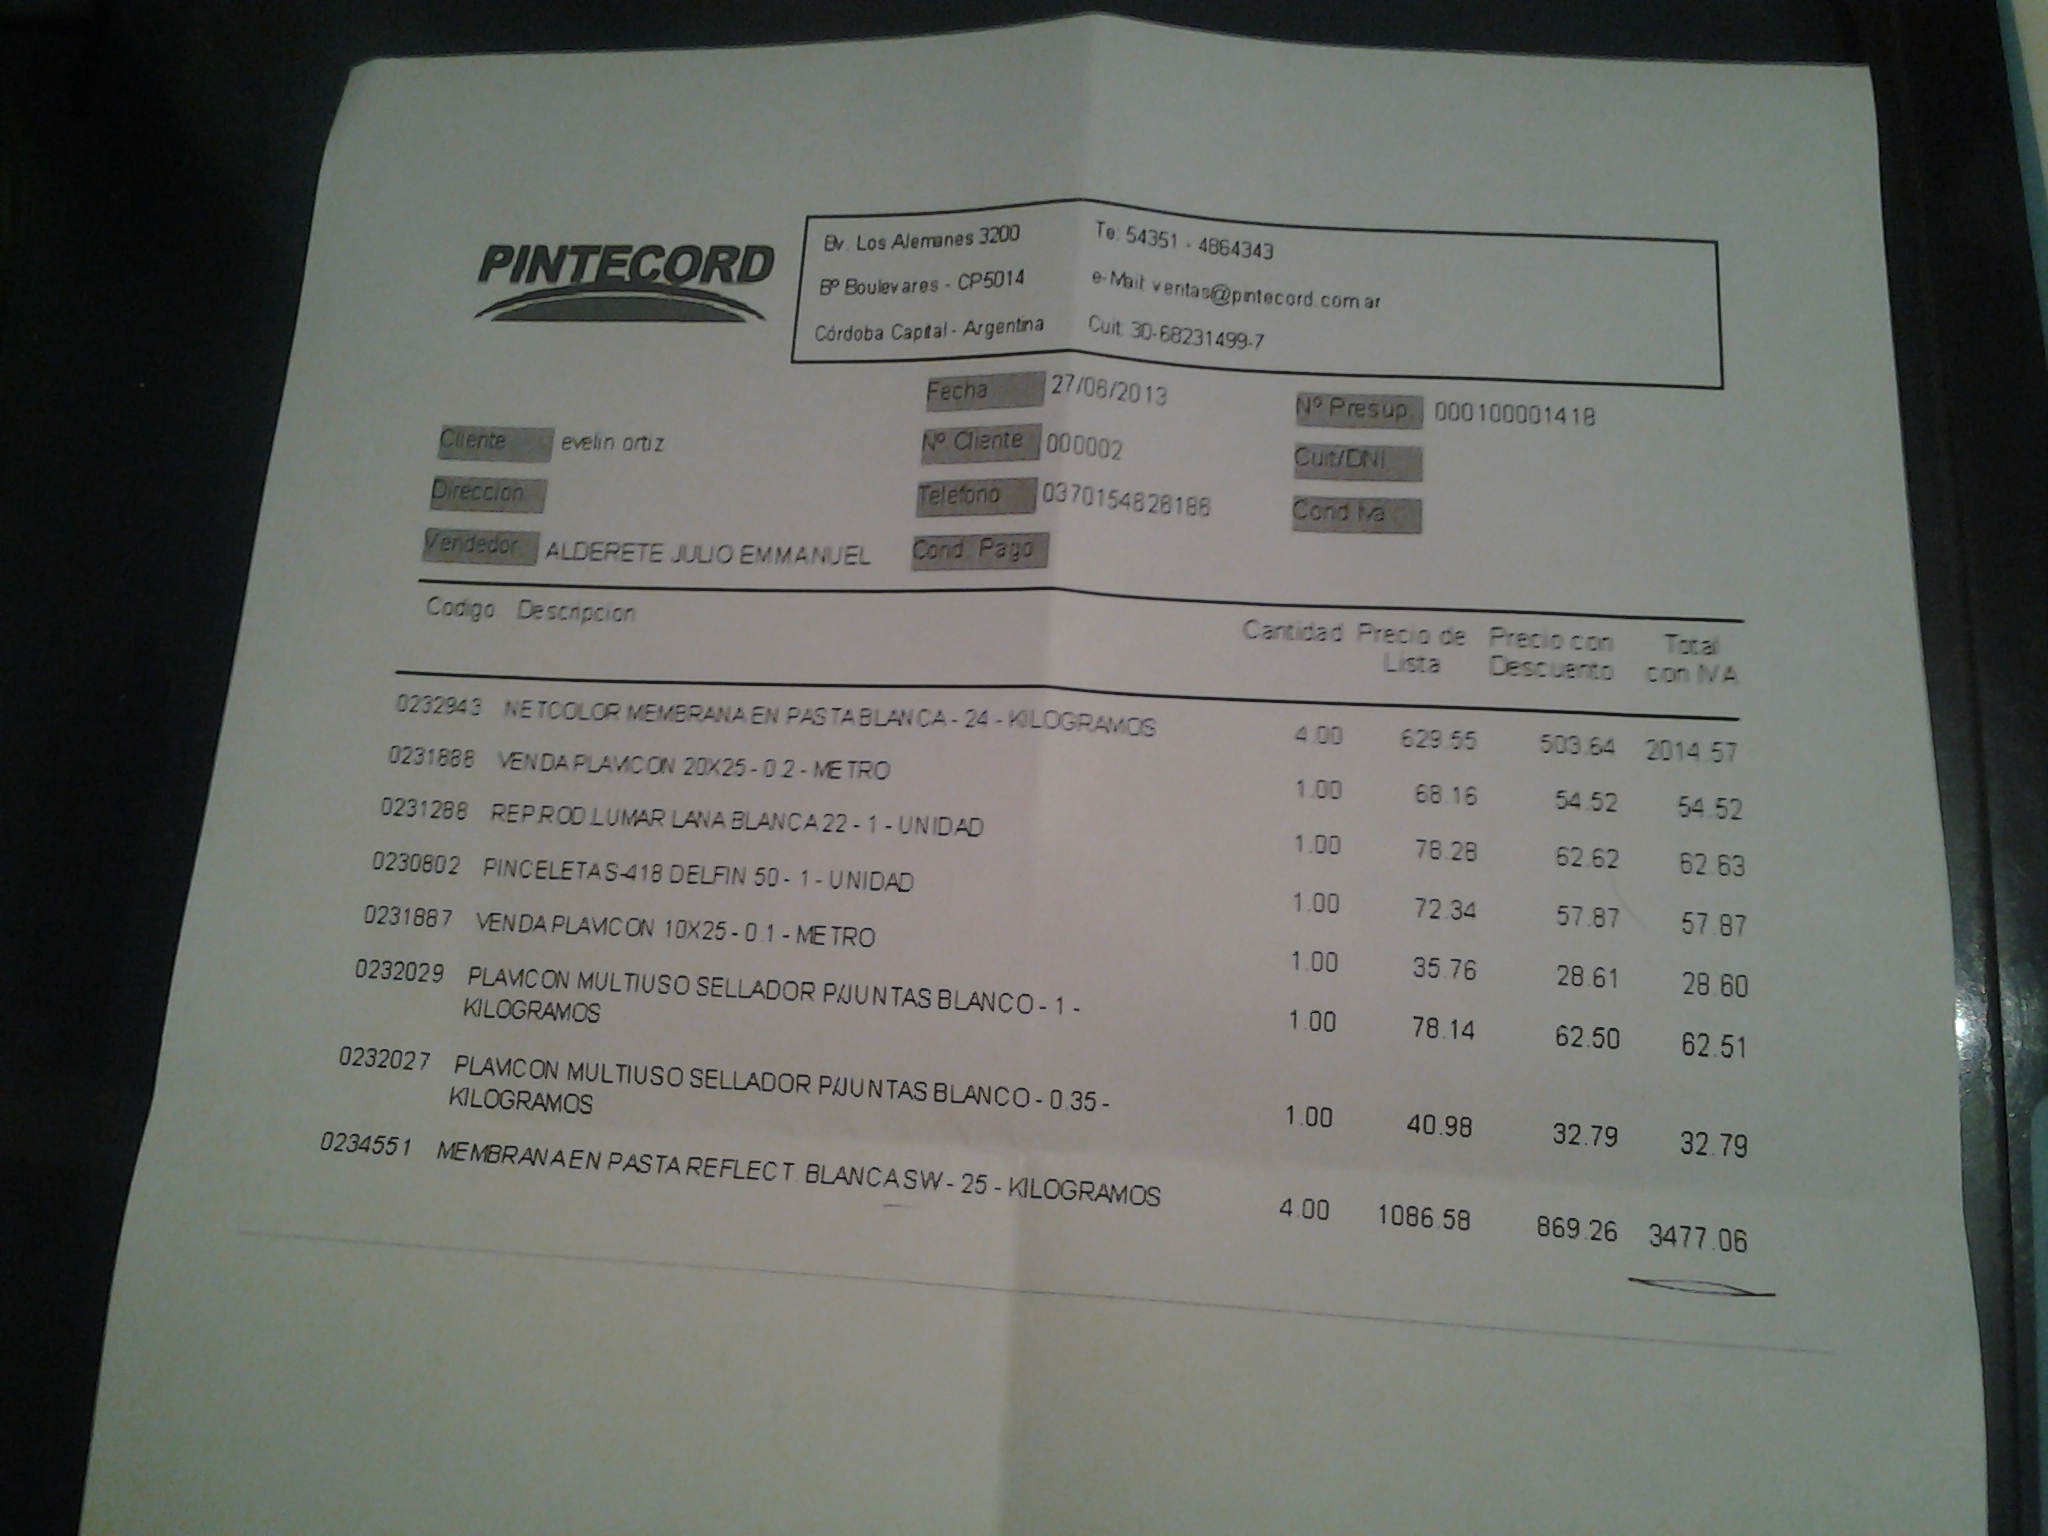 PINTECORD
Bv. Los Alemanes 3200 Te: 54351 - 4864343
Bº Boulevares - CP5014 e-Mail: ventas@pintecord.com.ar
Córdoba Capital - Argentina Cuit: 30-68231499-7
Fecha 27/06/2013 Nº Presup. 000100001418
Cliente evelin ortiz Nº Cliente 000002 Cuit/DNI
Direccion Telefono 0370154828188 Cond Iva
Vendedor ALDERETE JULIO EMMANUEL Cond. Pago
Codigo Descripcion Cantidad Precio de Lista Precio con Descuento Total con IVA
0232943 NETCOLOR MEMBRANA EN PASTA BLANCA - 24 - KILOGRAMOS 4.00 629.55 503.64 2014.57
0231888 VENDA PLAVICON 20X25 - 0.2 - METRO 1.00 68.16 54.52 54.52
0231288 REP.ROD.LUMAR LANA BLANCA 22 - 1 - UNIDAD 1.00 78.28 62.62 62.63
0230802 PINCELETAS-418 DELFIN 50 - 1 - UNIDAD 1.00 72.34 57.87 57.87
0231887 VENDA PLAVICON 10X25 - 0.1 - METRO 1.00 35.76 28.61 28.60
0232029 PLAVICON MULTIUSO SELLADOR P/JUNTAS BLANCO - 1 - 1.00 78.14 62.50 62.51
KILOGRAMOS
0232027 PLAVICON MULTIUSO SELLADOR P/JUNTAS BLANCO - 0.35 - 1.00 40.98 32.79 32.79
KILOGRAMOS
0234551 MEMBRANA EN PASTA REFLECT. BLANCA SW - 25 - KILOGRAMOS 4.00 1086.58 869.26 3477.06